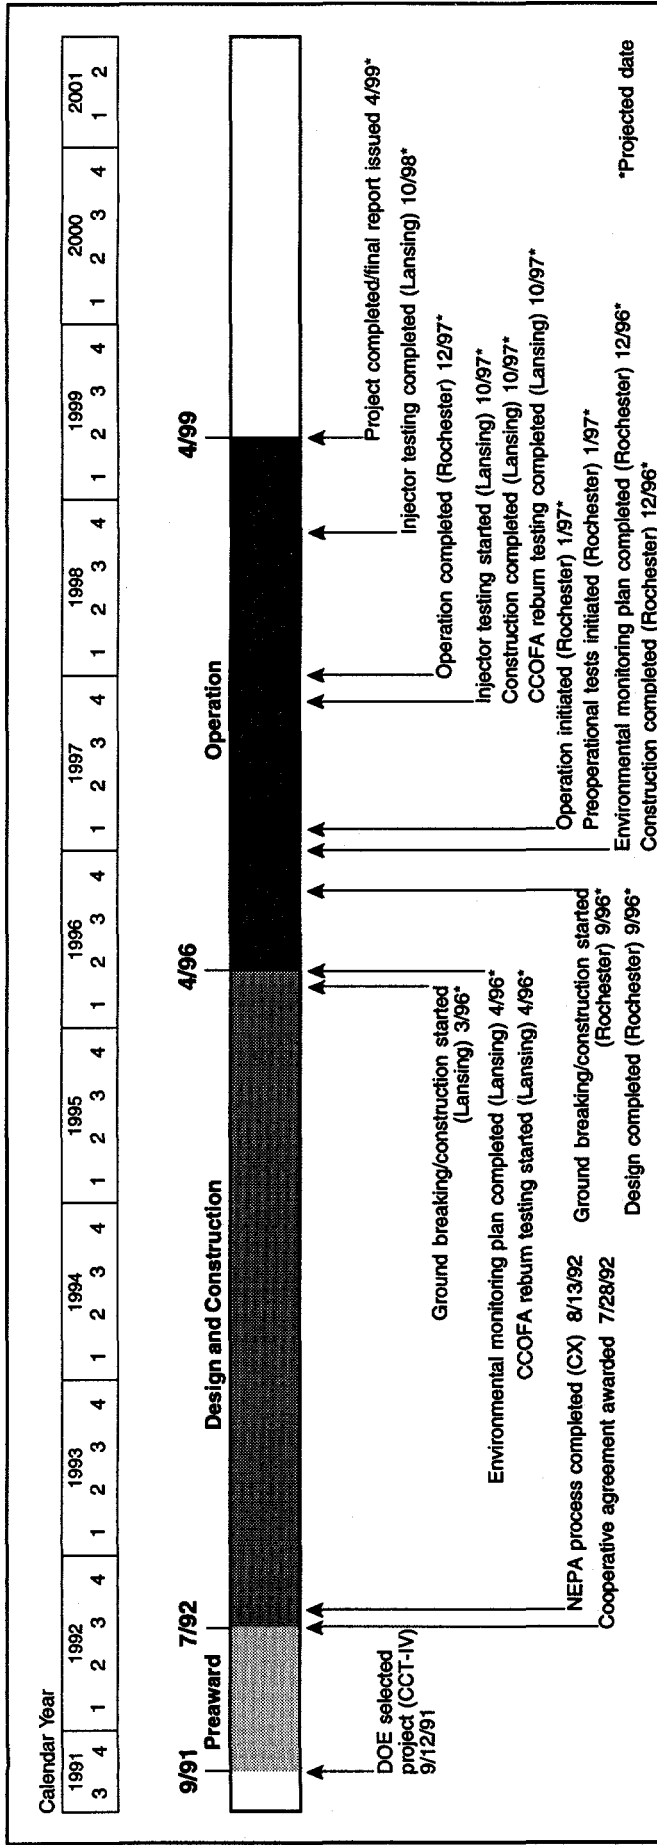 Calendar Year
1991 1992 1993 1994 1995 1996 1997 1998 1999 2000 2001
3 4 1 2 3 4 1 2 3 4 1 2 3 4 1 2 3 4 1 2 3 4 1 2 3 4 1 2 3 4 1 2 3 4 1 2 3 4 1 2
9/91 Preaward 7/92 Design and Construction 4/96 Operation 4/99
DOE selected
project (CCT-IV)
9/12/91
NEPA process completed (CX) 8/13/92
Cooperative agreement awarded 7/28/92
Ground breaking/construction started
(Lansing) 3/96*
Environmental monitoring plan completed (Lansing) 4/96*
CCOFA reburn testing started (Lansing) 4/96*
Ground breaking/construction started
(Rochester) 9/96*
Design completed (Rochester) 9/96*
Project completed/final report issued 4/99*
Injector testing completed (Lansing) 10/98*
Operation completed (Rochester) 12/97*
Injector testing started (Lansing) 10/97*
Construction completed (Lansing) 10/97*
CCOFA reburn testing completed (Lansing) 10/97*
Operation initiated (Rochester) 1/97*
Preoperational tests initiated (Rochester) 1/97*
Environmental monitoring plan completed (Rochester) 12/96*
Construction completed (Rochester) 12/96*
*Projected date